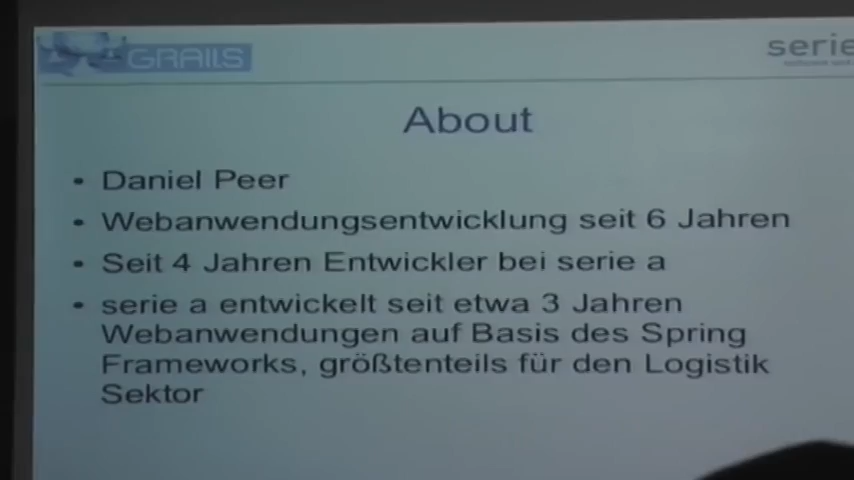 GRAILS
serie
About
• Daniel Peer
• Webanwendungsentwicklung seit 6 Jahren
• Seit 4 Jahren Entwickler bei serie a
• serie a entwickelt seit etwa 3 Jahren
Webanwendungen auf Basis des Spring
Frameworks, größtenteils für den Logistik
Sektor